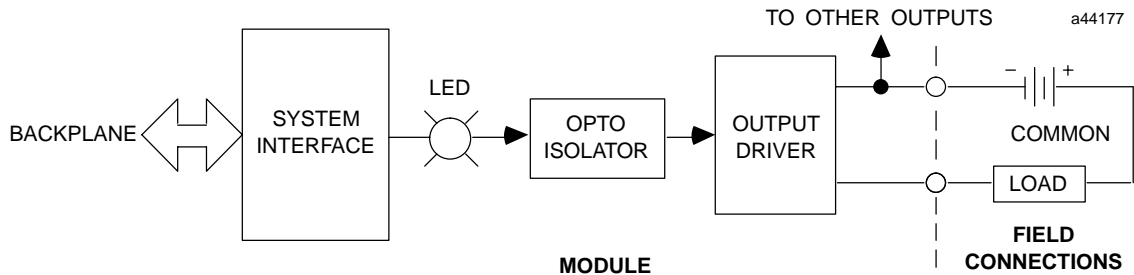 TO OTHER OUTPUTS
a44177
LED
– +
BACKPLANE
SYSTEM
INTERFACE
OPTO
ISOLATOR
OUTPUT
DRIVER
COMMON
LOAD
MODULE
FIELD
CONNECTIONS